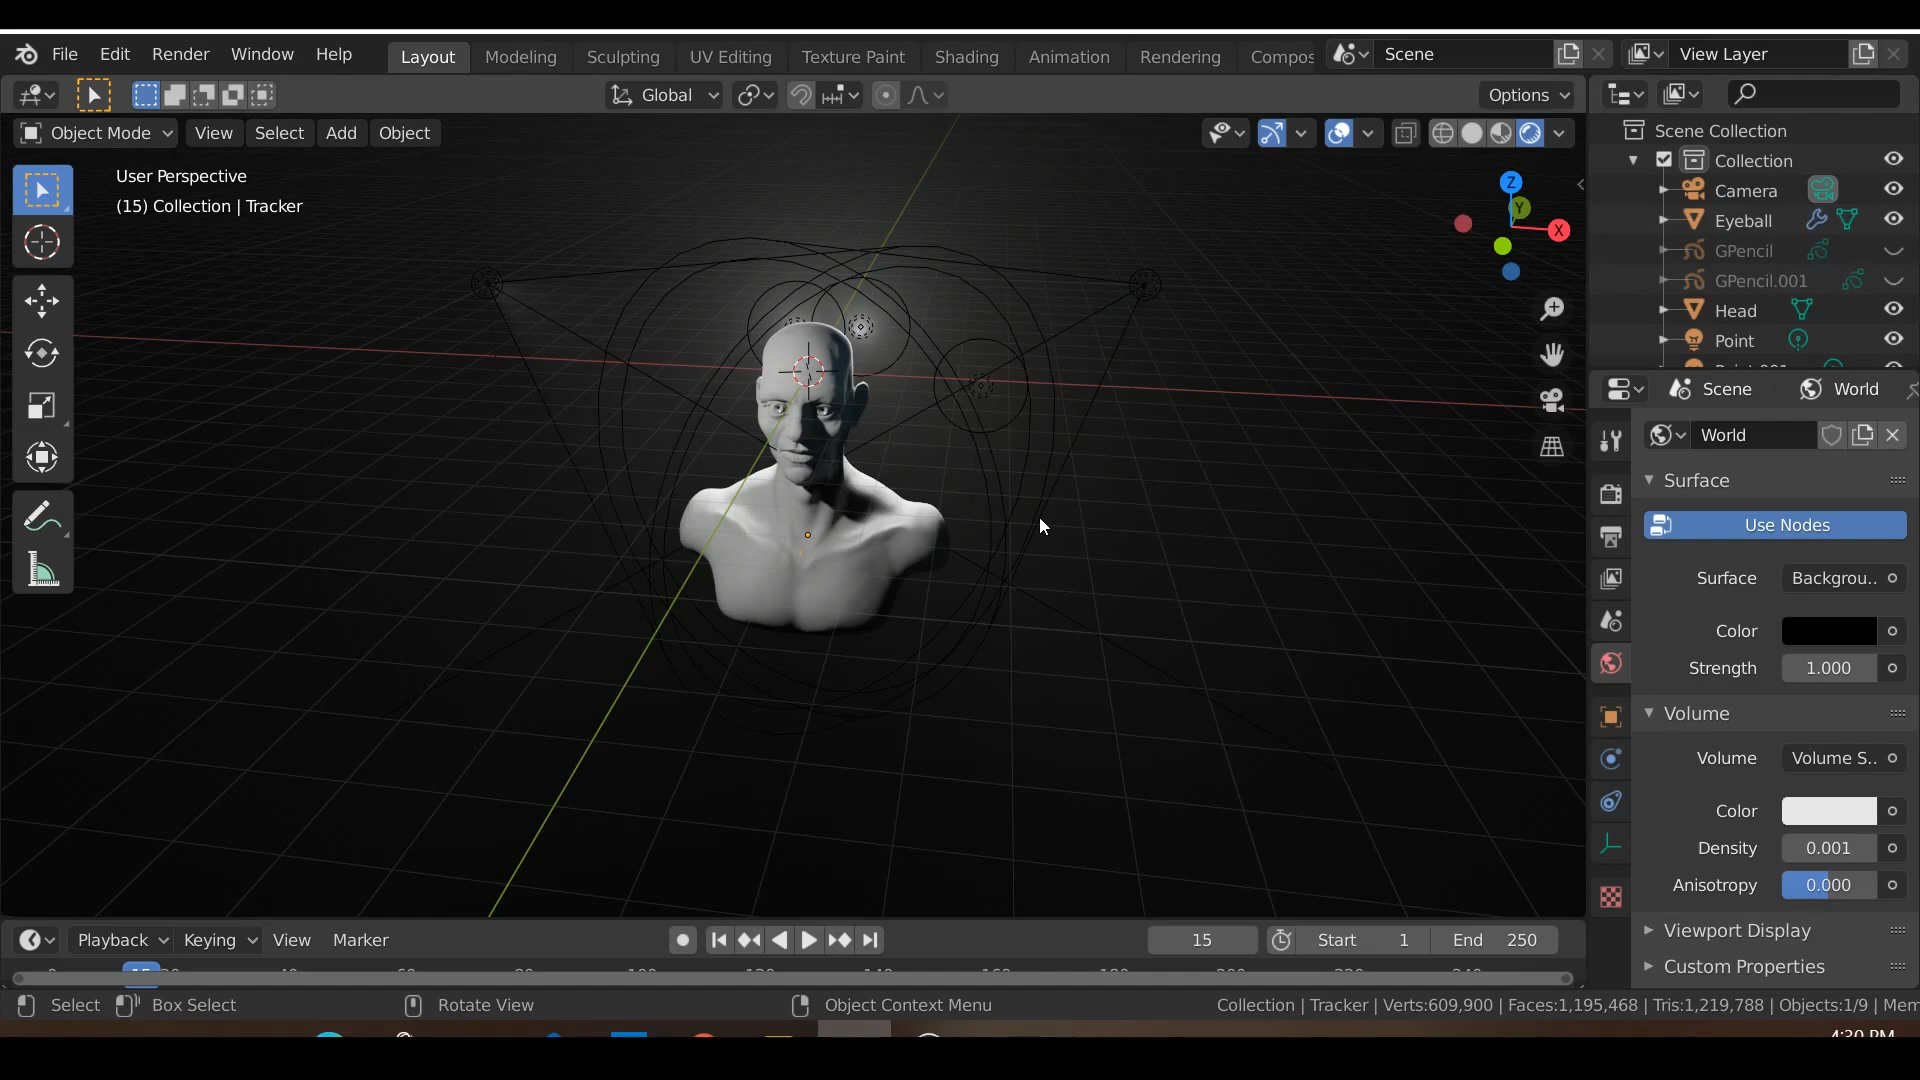 File Edit Render Window Help Layout Modeling Sculpting UV Editing Texture Paint Shading Animation Rendering Compos Scene View Layer
Global Options
Object Mode View Select Add Object
Scene Collection
Collection
User Perspective
(15) Collection | Tracker
Z
Y
X
Camera
Eyeball
GPencil
GPencil.001
Head
Point
Scene World
World
Surface
Use Nodes
Surface Backgrou..
Color
Strength 1.000
Volume
Volume Volume S..
Color
Density 0.001
Anisotropy 0.000
Viewport Display
Custom Properties
Playback Keying View Marker 15 Start 1 End 250
Select Box Select Rotate View Object Context Menu Collection | Tracker | Verts:609,900 | Faces:1,195,468 | Tris:1,219,788 | Objects:1/9 | Mem
4:30 PM